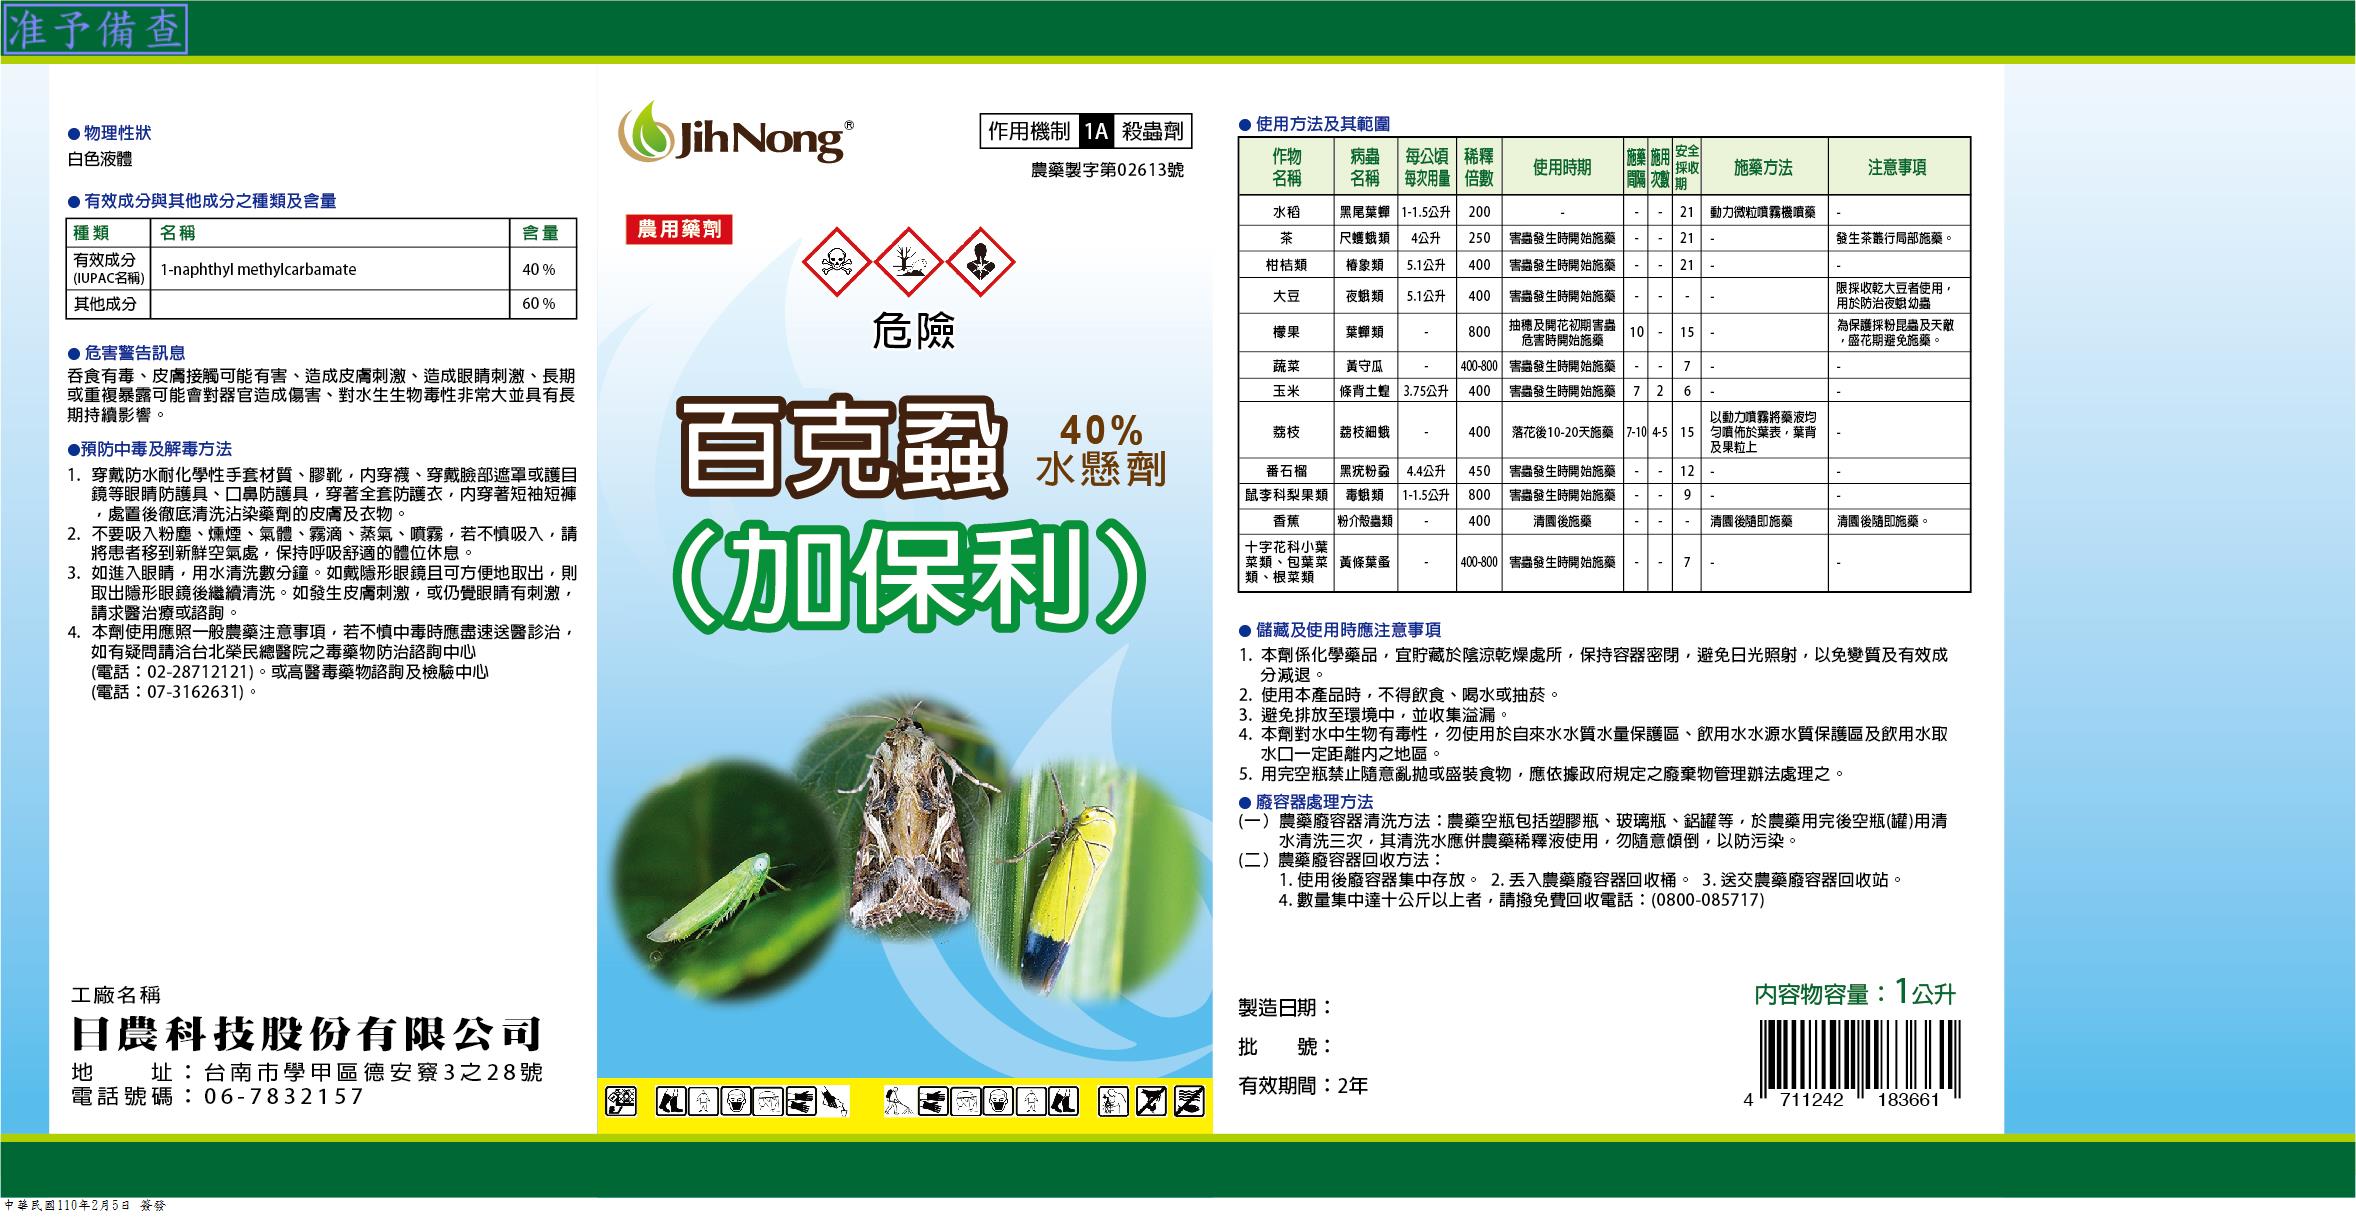 准予備查
● 物理性狀
白色液體
● 有效成分與其他成分之種類及含量
種類 名稱 含量
有效成分
(IUPAC名稱) 1-naphthyl methylcarbamate 40 %
其他成分 60 %
● 危害警告訊息
吞食有毒、皮膚接觸可能有害、造成皮膚刺激、造成眼睛刺激、長期
或重複暴露可能會對器官造成傷害、對水生生物毒性非常大並具有長
期持續影響。
●預防中毒及解毒方法
1. 穿戴防水耐化學性手套材質、膠靴，內穿襪、穿戴臉部遮罩或護目
鏡等眼睛防護具、口鼻防護具，穿著全套防護衣，內穿著短袖短褲
，處置後徹底清洗沾染藥劑的皮膚及衣物。
2. 不要吸入粉塵、燻煙、氣體、霧滴、蒸氣、噴霧，若不慎吸入，請
將患者移到新鮮空氣處，保持呼吸舒適的體位休息。
3. 如進入眼睛，用水清洗數分鐘。如戴隱形眼鏡且可方便地取出，則
取出隱形眼鏡後繼續清洗。如發生皮膚刺激，或仍覺眼睛有刺激，
請求醫治療或諮詢。
4. 本劑使用應照一般農藥注意事項，若不慎中毒時應盡速送醫診治，
如有疑問請洽台北榮民總醫院之毒藥物防治諮詢中心
(電話：02-28712121)。或高醫毒藥物諮詢及檢驗中心
(電話：07-3162631)。
工廠名稱
日農科技股份有限公司
地 址：台南市學甲區德安寮3之28號
電話號碼：06-7832157
JihNong®
作用機制 1A 殺蟲劑
農藥製字第02613號
農用藥劑
危險
百克蝨
40%
水懸劑
（加保利）
● 使用方法及其範圍
作物名稱 病蟲名稱 每公頃每次用量 稀釋倍數 使用時期 施藥間隔 施用次數 安全採收期 施藥方法 注意事項
水稻 黑尾葉蟬 1-1.5公升 200 - - - 21 動力微粒噴霧機噴藥 -
茶 尺蠖蛾類 4公升 250 害蟲發生時開始施藥 - - 21 - 發生茶叢行局部施藥。
柑桔類 椿象類 5.1公升 400 害蟲發生時開始施藥 - - 21 - -
大豆 夜蛾類 5.1公升 400 害蟲發生時開始施藥 - - - - 限採收乾大豆者使用，用於防治夜蛾幼蟲
檬果 葉蟬類 - 800 抽穗及開花初期害蟲危害時開始施藥 10 - 15 - 為保護採粉昆蟲及天敵，盛花期避免施藥。
蔬菜 黃守瓜 - 400-800 害蟲發生時開始施藥 - - 7 - -
玉米 條背土蝗 3.75公升 400 害蟲發生時開始施藥 7 2 6 - -
荔枝 荔枝細蛾 - 400 落花後10-20天施藥 7-10 4-5 15 以動力噴霧將藥液均勻噴佈於葉表，葉背及果粒上 -
番石榴 黑疣粉蝨 4.4公升 450 害蟲發生時開始施藥 - - 12 - -
鼠李科梨果類 毒蛾類 1-1.5公升 800 害蟲發生時開始施藥 - - 9 - -
香蕉 粉介殼蟲類 - 400 清園後施藥 - - - 清園後隨即施藥 清園後隨即施藥。
十字花科小葉菜類、包葉菜類、根菜類 黃條葉蚤 - 400-800 害蟲發生時開始施藥 - - 7 - -
● 儲藏及使用時應注意事項
1. 本劑係化學藥品，宜貯藏於陰涼乾燥處所，保持容器密閉，避免日光照射，以免變質及有效成
分減退。
2. 使用本產品時，不得飲食、喝水或抽菸。
3. 避免排放至環境中，並收集溢漏。
4. 本劑對水中生物有毒性，勿使用於自來水水質水量保護區、飲用水水源水質保護區及飲用水取
水口一定距離內之地區。
5. 用完空瓶禁止隨意亂拋或盛裝食物，應依據政府規定之廢棄物管理辦法處理之。
● 廢容器處理方法
(一) 農藥廢容器清洗方法：農藥空瓶包括塑膠瓶、玻璃瓶、鋁罐等，於農藥用完後空瓶(罐)用清
水清洗三次，其清洗水應併農藥稀釋液使用，勿隨意傾倒，以防污染。
(二) 農藥廢容器回收方法：
1. 使用後廢容器集中存放。 2. 丟入農藥廢容器回收桶。 3. 送交農藥廢容器回收站。
4. 數量集中達十公斤以上者，請撥免費回收電話：(0800-085717)
製造日期：
批 號：
有效期間：2年
內容物容量：1公升
4 711242 183661
中華民國110年2月5日 簽發